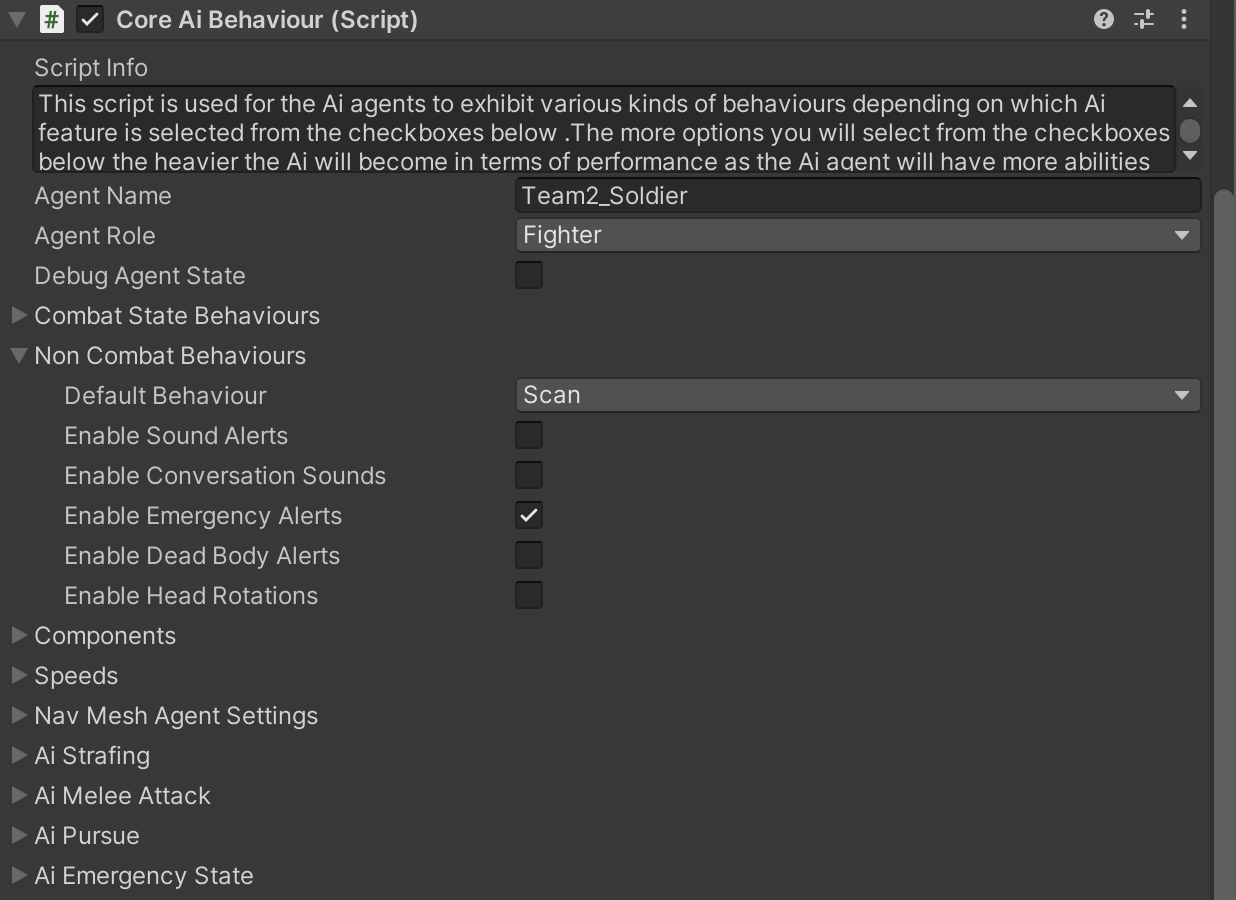 Core Ai Behaviour (Script)
Script Info
This script is used for the Ai agents to exhibit various kinds of behaviours depending on which Ai
feature is selected from the checkboxes below .The more options you will select from the checkboxes
below the heavier the Ai will become in terms of performance as the Ai agent will have more abilities
Agent Name Team2_Soldier
Agent Role Fighter
Debug Agent State
Combat State Behaviours
Non Combat Behaviours
Default Behaviour Scan
Enable Sound Alerts
Enable Conversation Sounds
Enable Emergency Alerts
Enable Dead Body Alerts
Enable Head Rotations
Components
Speeds
Nav Mesh Agent Settings
Ai Strafing
Ai Melee Attack
Ai Pursue
Ai Emergency State